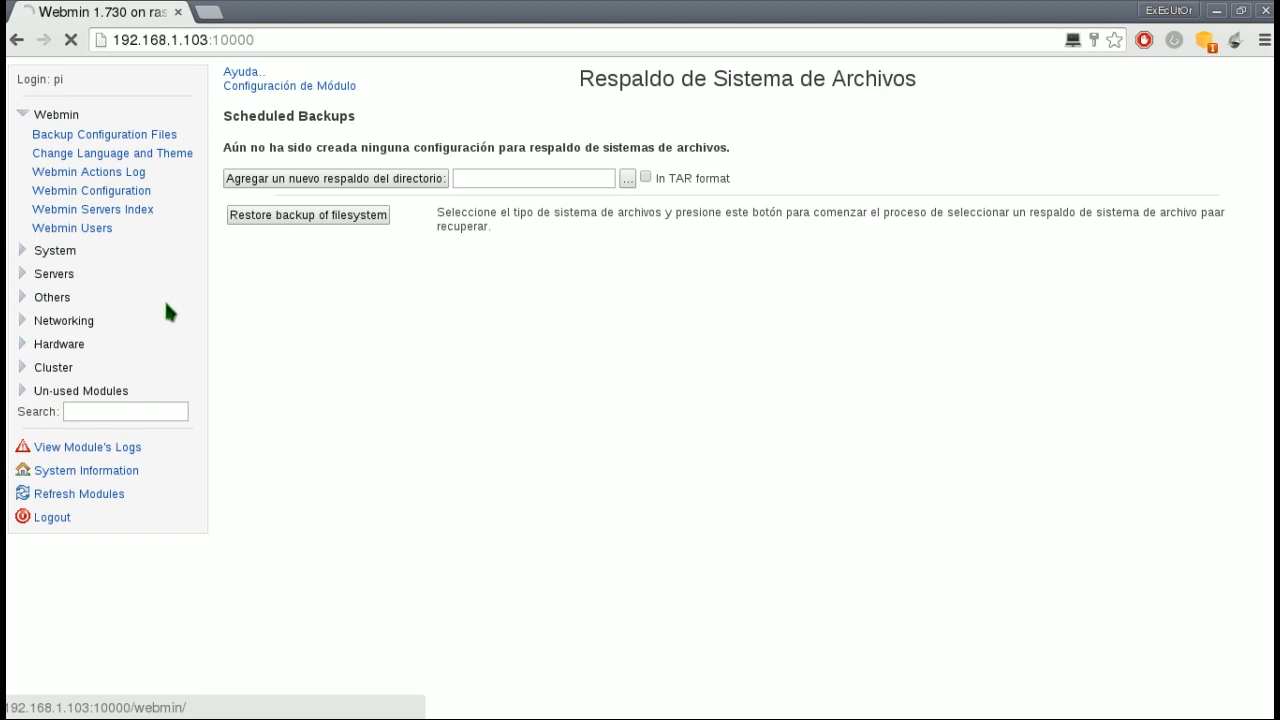 Webmin 1.730 on ras
ExEcUtOr
192.168.1.103:10000
1
Login: pi
Webmin
Backup Configuration Files
Change Language and Theme
Webmin Actions Log
Webmin Configuration
Webmin Servers Index
Webmin Users
System
Servers
Others
Networking
Hardware
Cluster
Un-used Modules
Search:
View Module's Logs
System Information
Refresh Modules
Logout
Ayuda..
Configuración de Módulo
Respaldo de Sistema de Archivos
Scheduled Backups
Aún no ha sido creada ninguna configuración para respaldo de sistemas de archivos.
Agregar un nuevo respaldo del directorio: ... In TAR format
Restore backup of filesystem
Seleccione el tipo de sistema de archivos y presione este botón para comenzar el proceso de seleccionar un respaldo de sistema de archivo paar
recuperar.
192.168.1.103:10000/webmin/